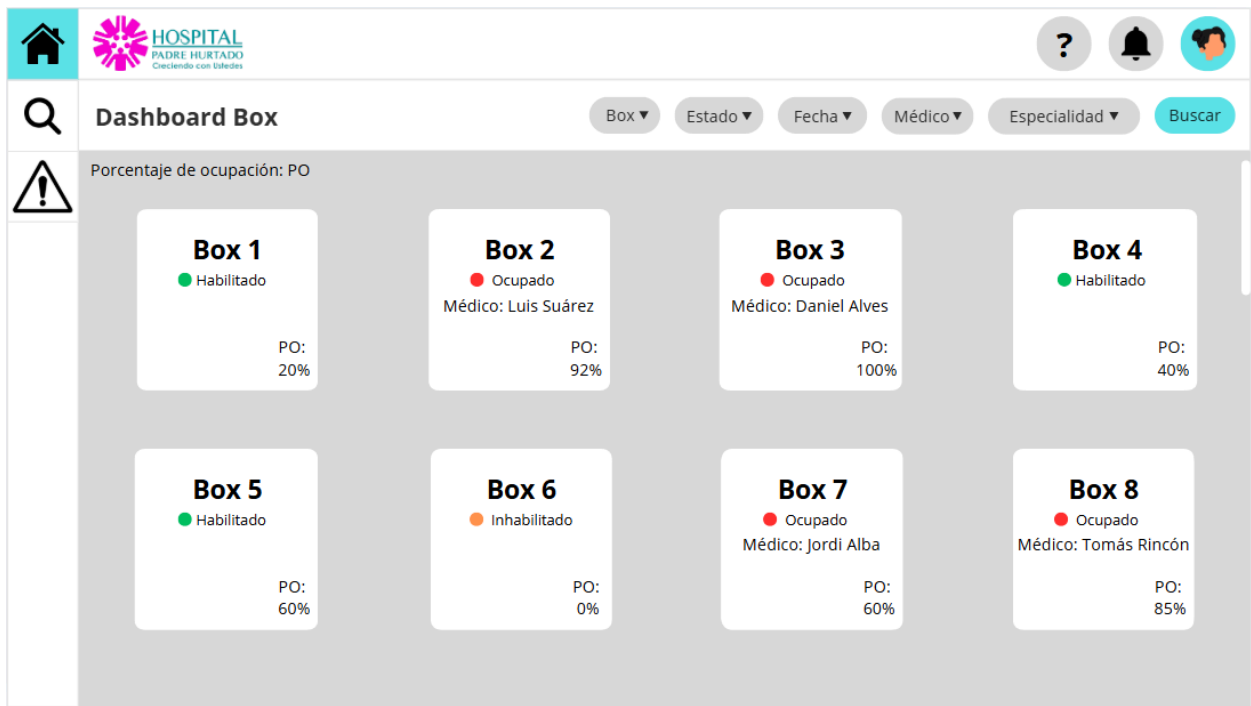 HOSPITAL
PADRE HURTADO
Creciendo con Ustedes
?
Dashboard Box
Box ▼
Estado ▼
Fecha ▼
Médico ▼
Especialidad ▼
Buscar
Porcentaje de ocupación: PO
Box 1
Habilitado
PO:
20%
Box 2
Ocupado
Médico: Luis Suárez
PO:
92%
Box 3
Ocupado
Médico: Daniel Alves
PO:
100%
Box 4
Habilitado
PO:
40%
Box 5
Habilitado
PO:
60%
Box 6
Inhabilitado
PO:
0%
Box 7
Ocupado
Médico: Jordi Alba
PO:
60%
Box 8
Ocupado
Médico: Tomás Rincón
PO:
85%